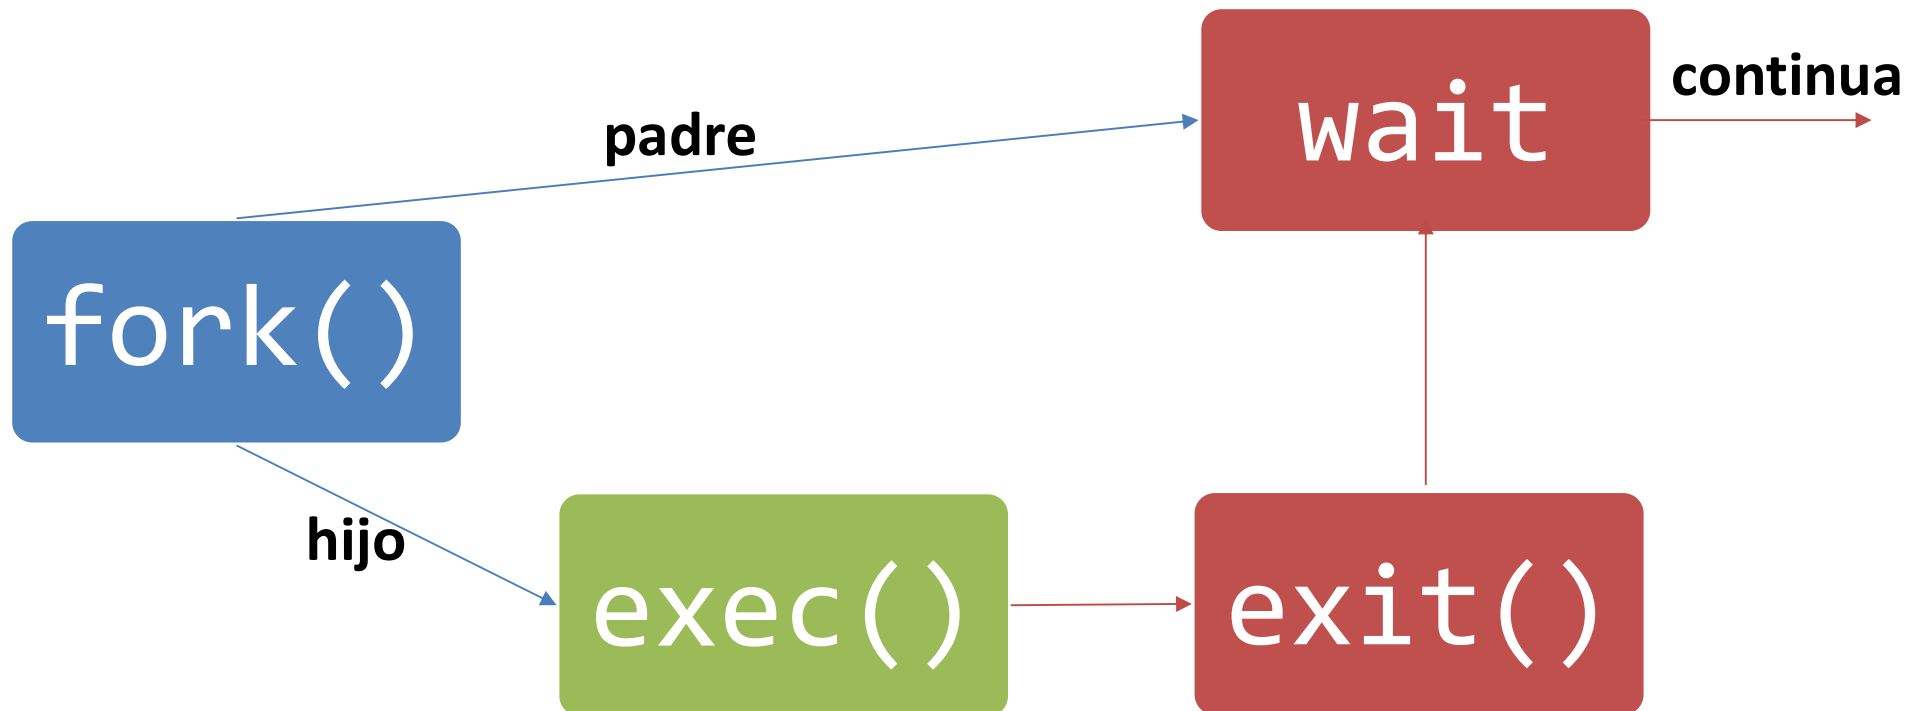 wait
continua
padre
fork()
hijo
exec()
exit()